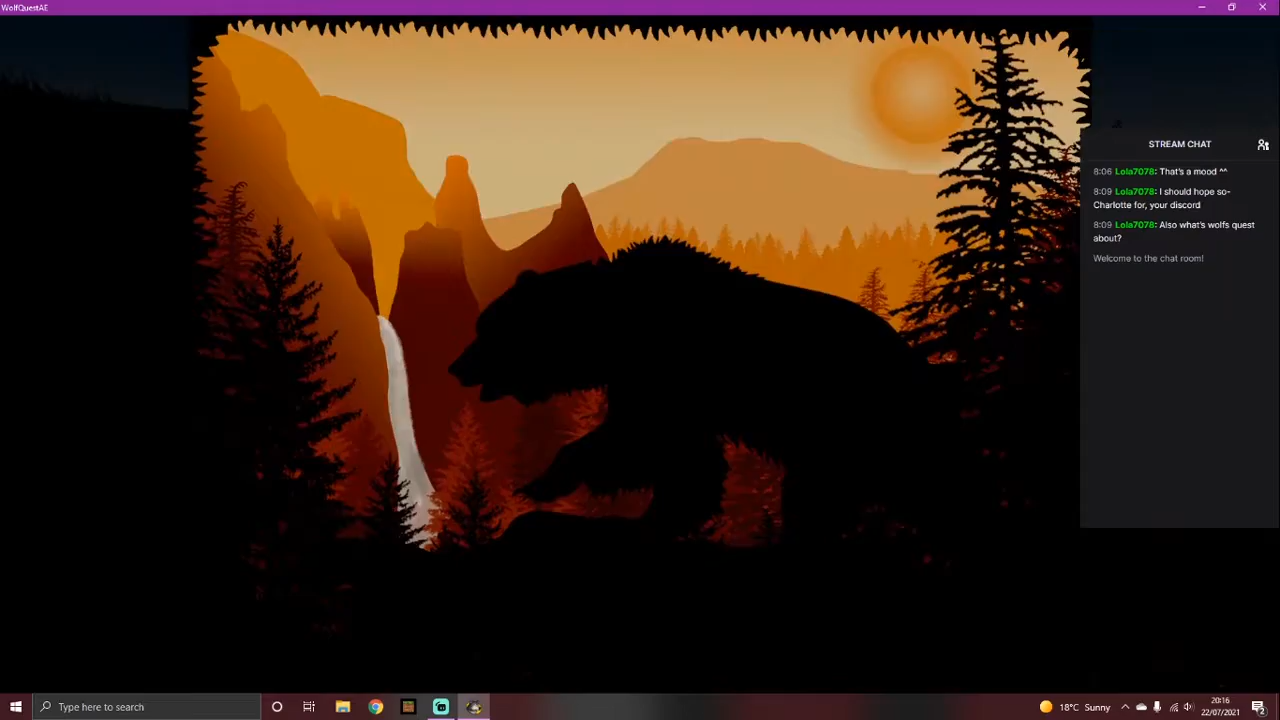 WolfQuestAE
STREAM CHAT
8:06 Lola7078: That's a mood ^^
8:09 Lola7078: I should hope so-
Charlotte for, your discord
8:09 Lola7078: Also what's wolfs quest
about?
Welcome to the chat room!
Type here to search
18°C Sunny
20:16
22/07/2021
2